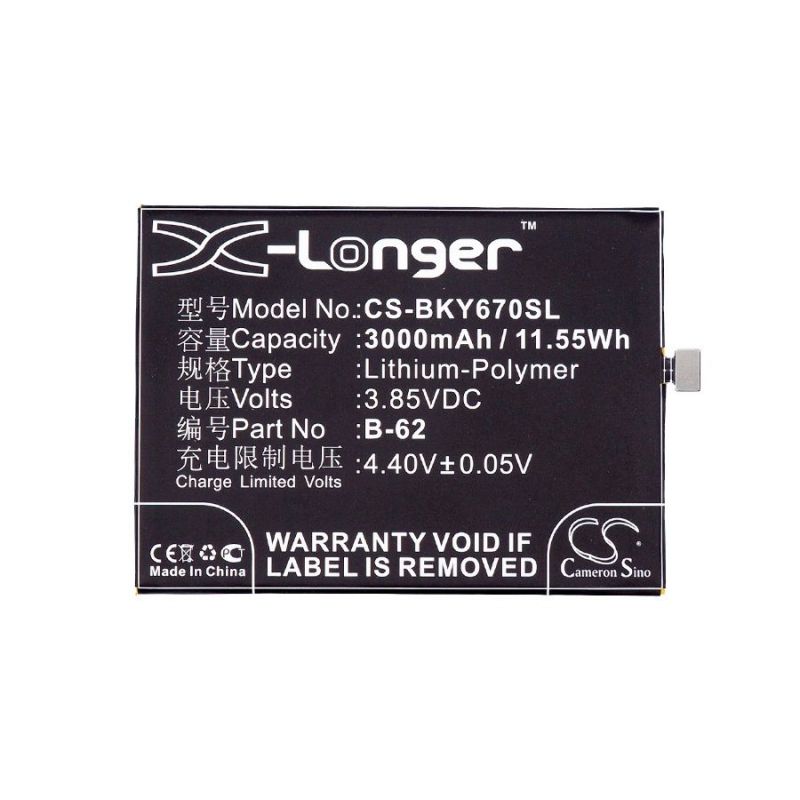 X-Longer™
型号Model No.:CS-BKY670SL
容量Capacity :3000mAh / 11.55Wh
规格Type :Lithium-Polymer
电压Volts :3.85VDC
编号Part No :B-62
充电限制电压 :4.40V±0.05V
Charge Limited Volts
CE PCT
Made In China
WARRANTY VOID IF
LABEL IS REMOVED
CS
Cameron Sino